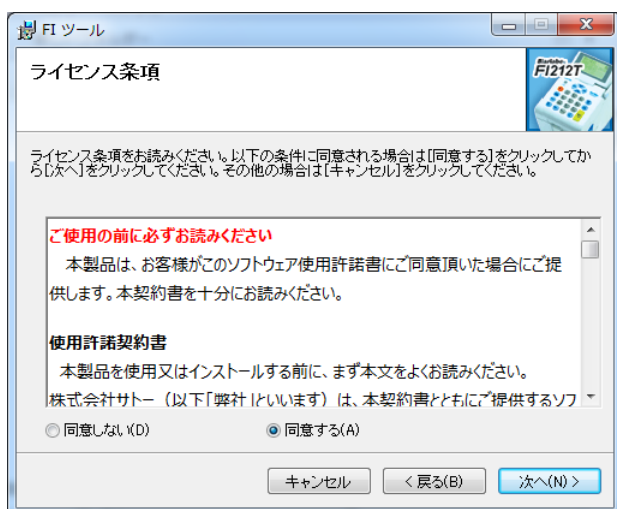 FI ツール
ライセンス条項
FI212T
ライセンス条項をお読みください。以下の条件に同意される場合は[同意する]をクリックしてか
ら[次へ]をクリックしてください。その他の場合は[キャンセル]をクリックしてください。
ご使用の前に必ずお読みください
本製品は、お客様がこのソフトウェア使用許諾書にご同意頂いた場合にご提
供します。本契約書を十分にお読みください。
使用許諾契約書
本製品を使用又はインストールする前に、まず本文をよくお読みください。
株式会社サトー（以下「弊社」といいます）は、本契約書とともにご提供するソフ
同意しない(D)
同意する(A)
キャンセル
< 戻る(B)
次へ(N) >